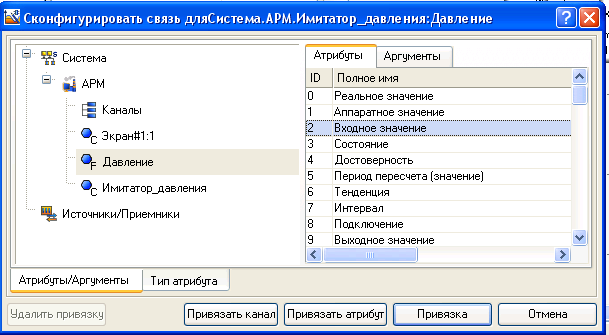 Сконфигурировать связь дляСистема.АРМ.Имитатор_давления:Давление
Система
АРМ
Каналы
Экран#1:1
Давление
Имитатор_давления
Источники/Приемники
Атрибуты/Аргументы
Тип атрибута
Атрибуты
Аргументы
ID Полное имя
0 Реальное значение
1 Аппаратное значение
2 Входное значение
3 Состояние
4 Достоверность
5 Период пересчета (значение)
6 Тенденция
7 Интервал
8 Подключение
9 Выходное значение
Удалить привязку
Привязать канал
Привязать атрибут
Привязка
Отмена